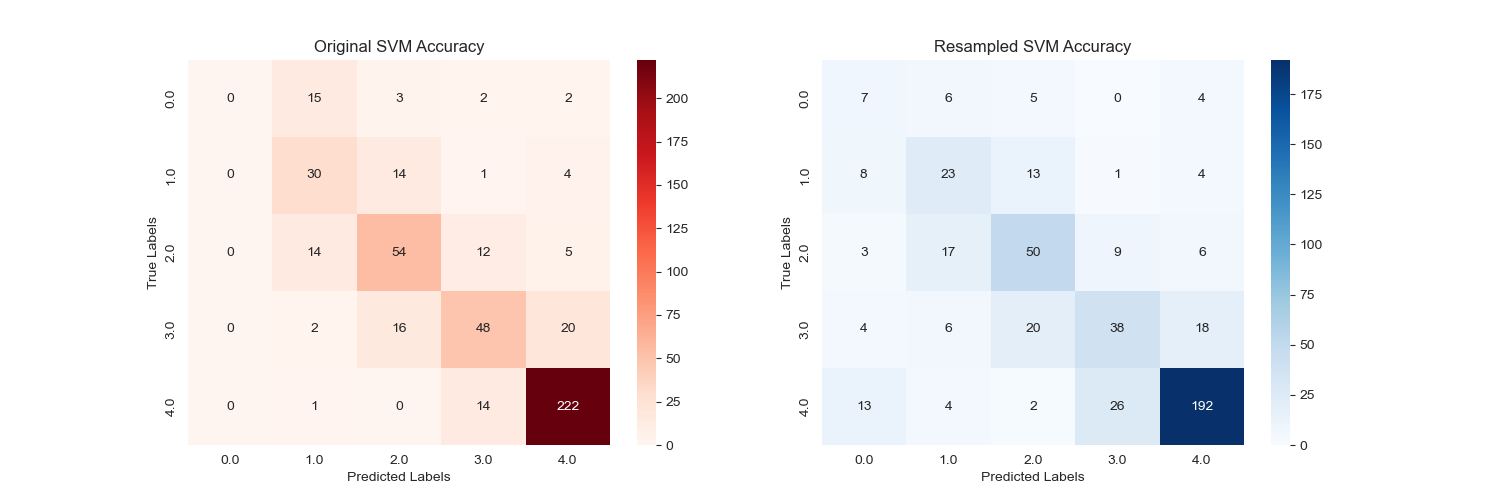 Original SVM Accuracy
0.0 0 15 3 2 2
1.0 0 30 14 1 4
2.0 0 14 54 12 5
3.0 0 2 16 48 20
4.0 0 1 0 14 222
0.0 1.0 2.0 3.0 4.0
True Labels
Predicted Labels
200
175
150
125
100
75
50
25
0
Resampled SVM Accuracy
0.0 7 6 5 0 4
1.0 8 23 13 1 4
2.0 3 17 50 9 6
3.0 4 6 20 38 18
4.0 13 4 2 26 192
0.0 1.0 2.0 3.0 4.0
True Labels
Predicted Labels
175
150
125
100
75
50
25
0